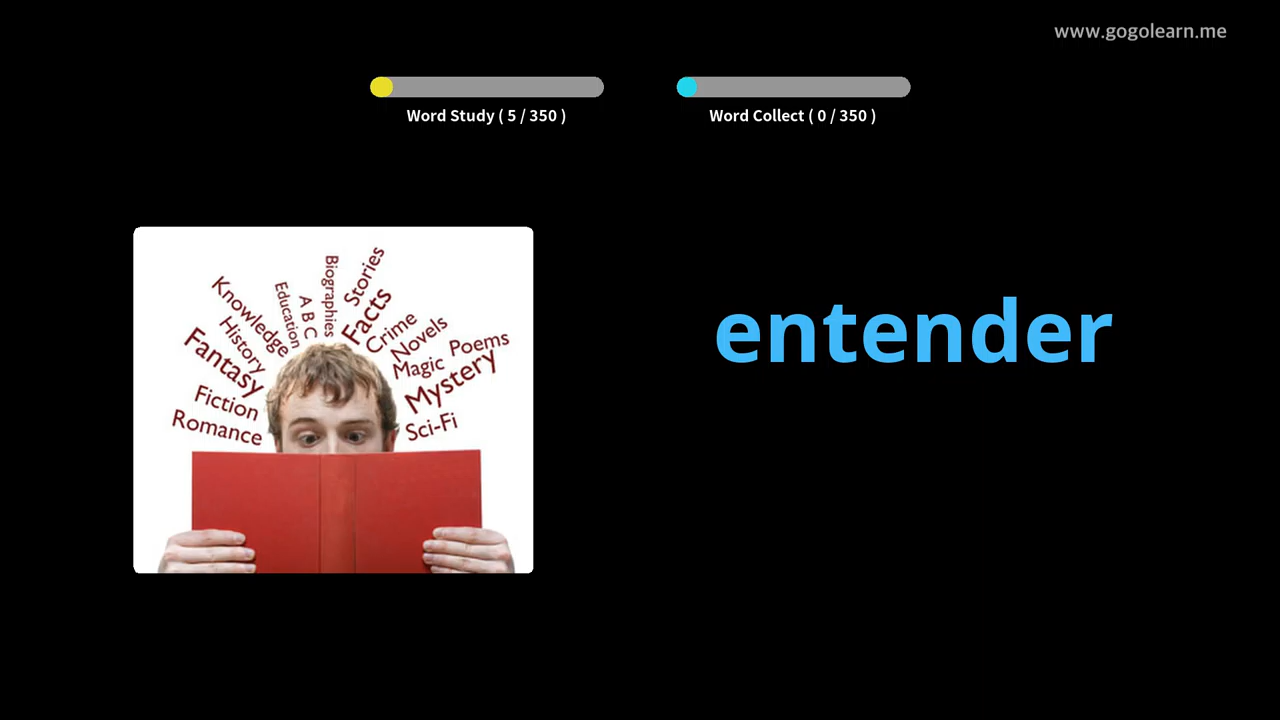 www.gogolearn.me
Word Study ( 5 / 350 )
Word Collect ( 0 / 350 )
entender
Stories
Biographies
Facts
A B C
Education
Knowledge
Crime
Novels
History
Poems
Fantasy
Magic
Mystery
Fiction
Romance
Sci-Fi